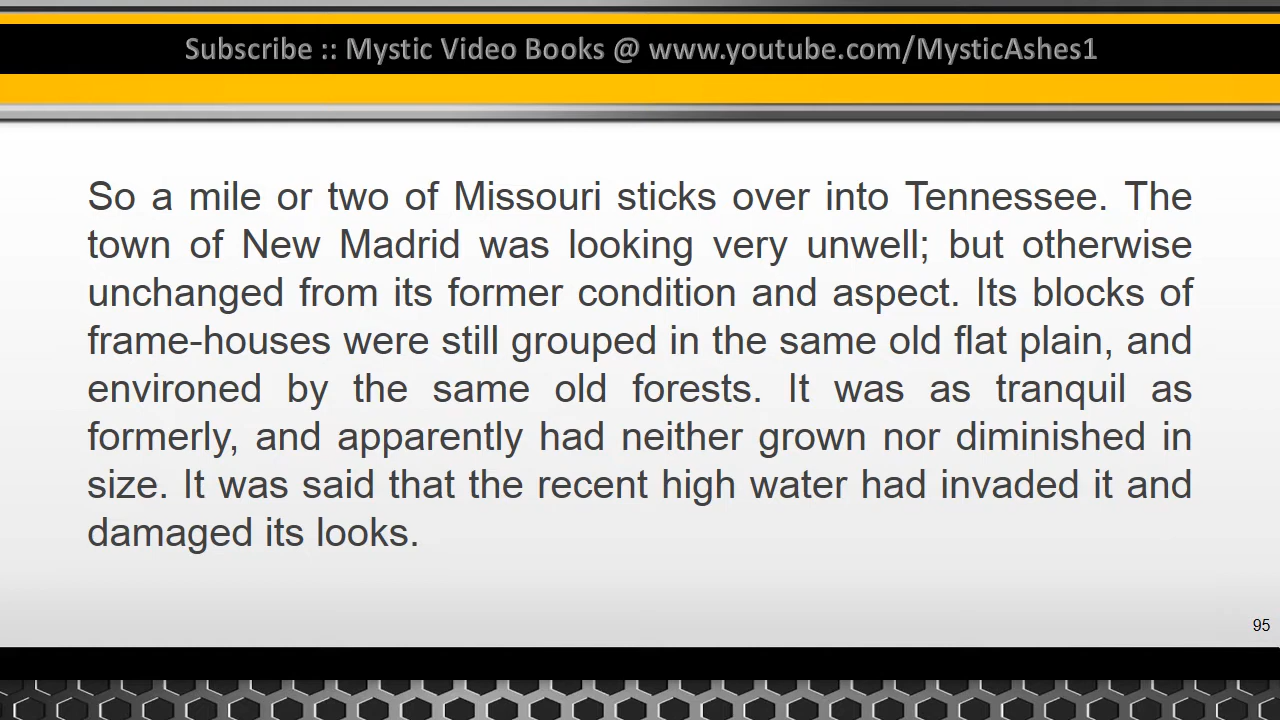 Subscribe :: Mystic Video Books @ www.youtube.com/MysticAshes1
So a mile or two of Missouri sticks over into Tennessee. The
town of New Madrid was looking very unwell; but otherwise
unchanged from its former condition and aspect. Its blocks of
frame-houses were still grouped in the same old flat plain, and
environed by the same old forests. It was as tranquil as
formerly, and apparently had neither grown nor diminished in
size. It was said that the recent high water had invaded it and
damaged its looks.
95